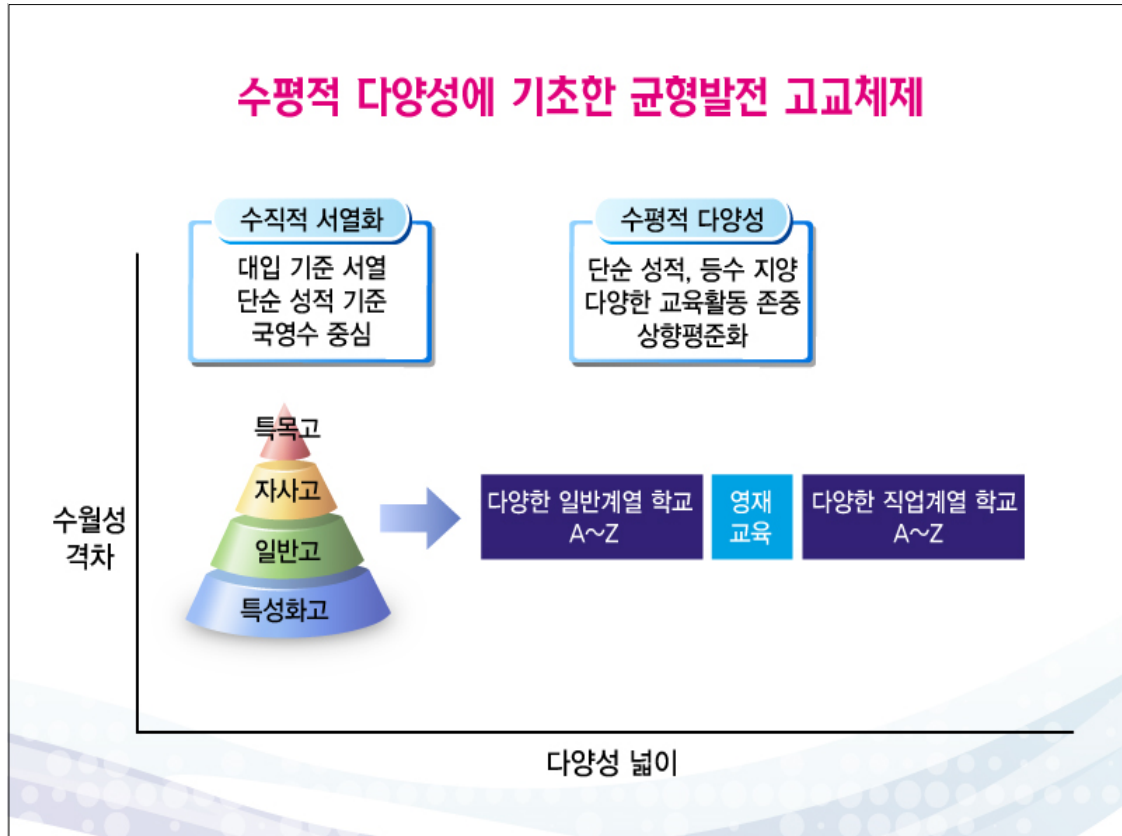 수평적 다양성에 기초한 균형발전 고교체제
수직적 서열화
대입 기준 서열
단순 성적 기준
국영수 중심
수평적 다양성
단순 성적, 등수 지양
다양한 교육활동 존중
상향평준화
수월성
격차
특목고
자사고
일반고
특성화고
다양한 일반계열 학교
A~Z
영재
교육
다양한 직업계열 학교
A~Z
다양성 넓이